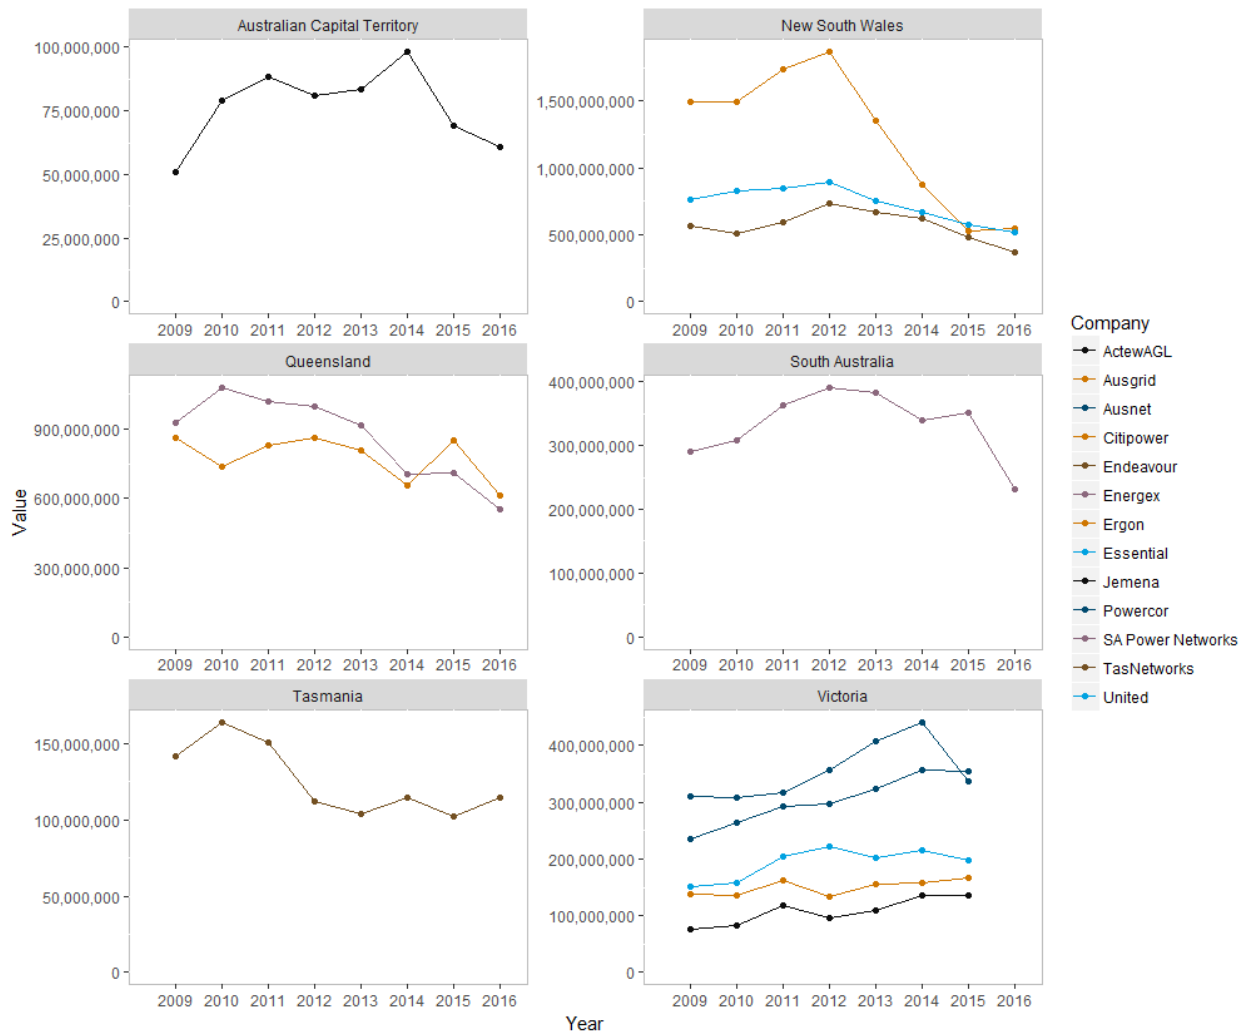 Australian Capital Territory
New South Wales
100,000,000
75,000,000
50,000,000
25,000,000
0
1,500,000,000
1,000,000,000
500,000,000
0
2009 2010 2011 2012 2013 2014 2015 2016
2009 2010 2011 2012 2013 2014 2015 2016
Queensland
South Australia
900,000,000
600,000,000
300,000,000
0
400,000,000
300,000,000
200,000,000
100,000,000
0
2009 2010 2011 2012 2013 2014 2015 2016
2009 2010 2011 2012 2013 2014 2015 2016
Tasmania
Victoria
150,000,000
100,000,000
50,000,000
0
400,000,000
300,000,000
200,000,000
100,000,000
0
2009 2010 2011 2012 2013 2014 2015 2016
2009 2010 2011 2012 2013 2014 2015 2016
Value
Year
Company
ActewAGL
Ausgrid
Ausnet
Citipower
Endeavour
Energex
Ergon
Essential
Jemena
Powercor
SA Power Networks
TasNetworks
United